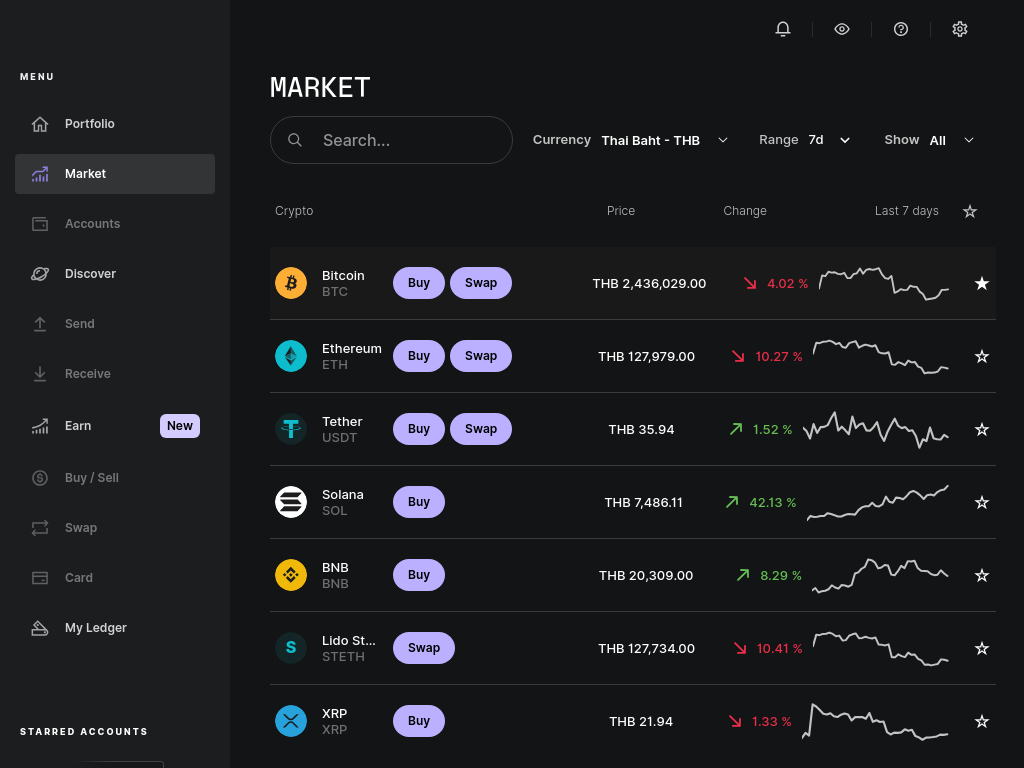 MENU
Portfolio
Market
Accounts
Discover
Send
Receive
Earn New
Buy / Sell
Swap
Card
My Ledger
STARRED ACCOUNTS
MARKET
Search... Currency Thai Baht - THB Range 7d Show All
Crypto Price Change Last 7 days
Bitcoin
BTC
Buy Swap THB 2,436,029.00 4.02 %
Ethereum
ETH
Buy Swap THB 127,979.00 10.27 %
Tether
USDT
Buy Swap THB 35.94 1.52 %
Solana
SOL
Buy THB 7,486.11 42.13 %
BNB
BNB
Buy THB 20,309.00 8.29 %
Lido St...
STETH
Swap THB 127,734.00 10.41 %
XRP
XRP
Buy THB 21.94 1.33 %